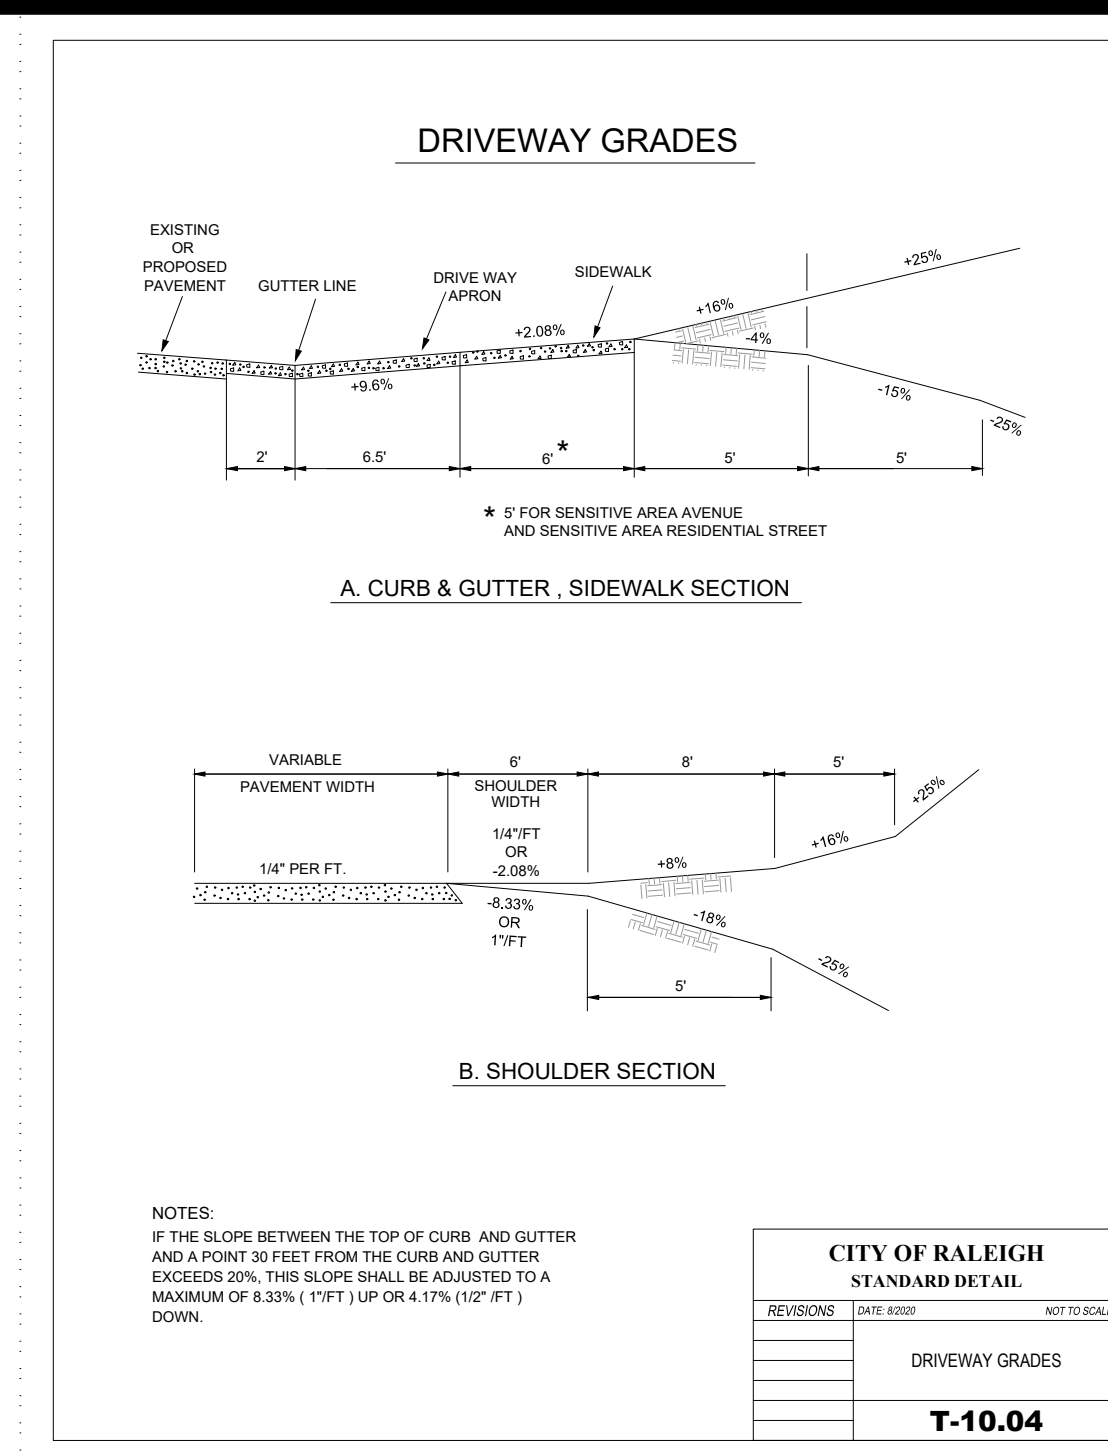 DRIVEWAY GRADES
EXISTING
OR
PROPOSED
PAVEMENT
GUTTER LINE
DRIVE WAY
APRON
SIDEWALK
+2.08%
+9.6%
+16%
+25%
-4%
-15%
-25%
2'
6.5'
6' *
5'
5'
* 5' FOR SENSITIVE AREA AVENUE
AND SENSITIVE AREA RESIDENTIAL STREET
A. CURB & GUTTER , SIDEWALK SECTION
VARIABLE
PAVEMENT WIDTH
6'
SHOULDER
WIDTH
8'
5'
1/4" PER FT.
1/4"/FT
OR
-2.08%
-8.33%
OR
1"/FT
+8%
+16%
+25%
-18%
-25%
5'
B. SHOULDER SECTION
NOTES:
IF THE SLOPE BETWEEN THE TOP OF CURB AND GUTTER
AND A POINT 30 FEET FROM THE CURB AND GUTTER
EXCEEDS 20%, THIS SLOPE SHALL BE ADJUSTED TO A
MAXIMUM OF 8.33% ( 1"/FT ) UP OR 4.17% (1/2" /FT )
DOWN.
CITY OF RALEIGH
STANDARD DETAIL
REVISIONS
DATE: 8/2020
NOT TO SCALE
DRIVEWAY GRADES
T-10.04